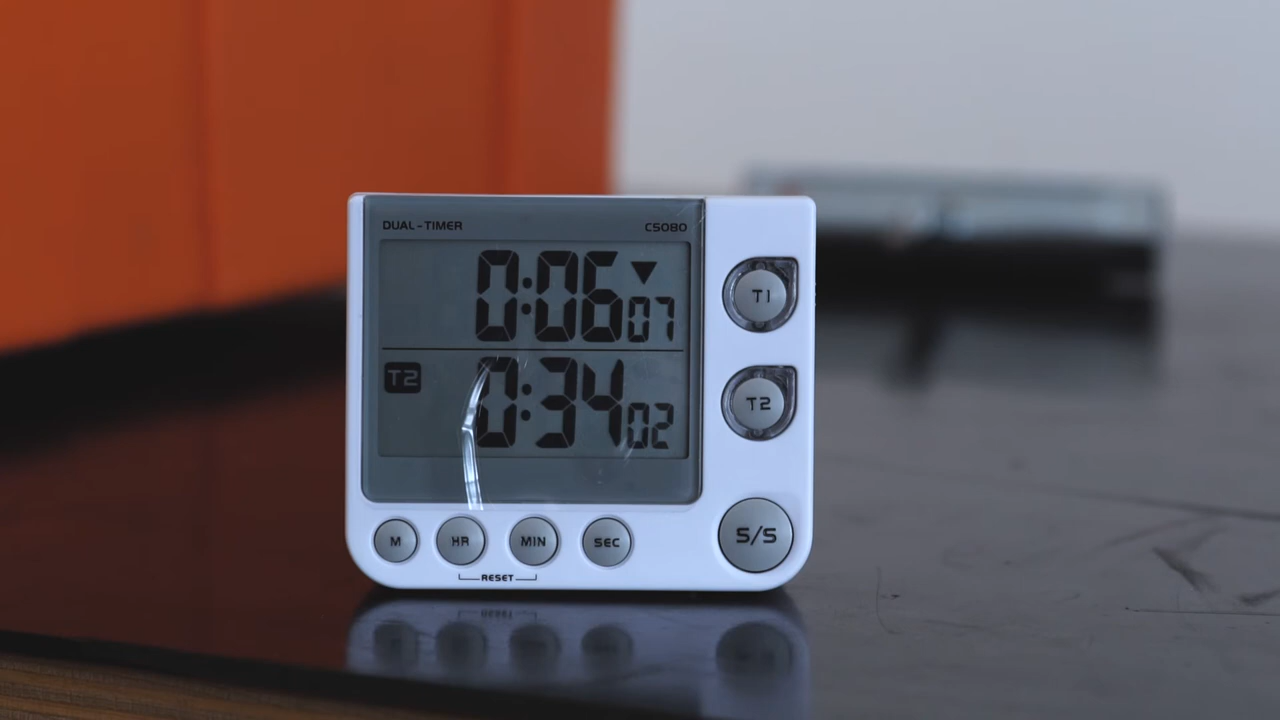 DUAL-TIMER C5080
0:06 07
T1
T2 0:34 02
T2
M HR MIN SEC S/S
RESET